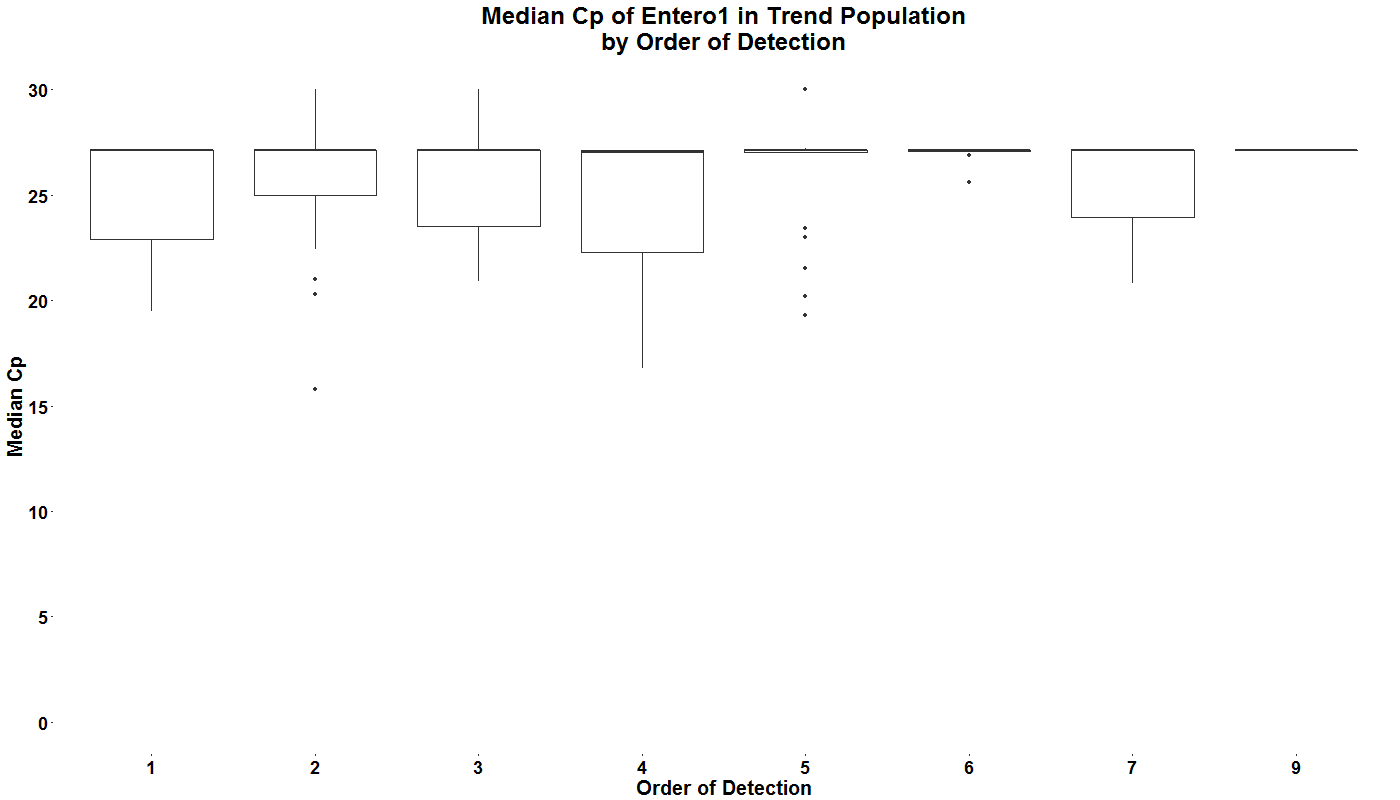 Median Cp of Entero1 in Trend Population
by Order of Detection
Median Cp
30
25
20
15
10
5
0
1 2 3 4 5 6 7 9
Order of Detection